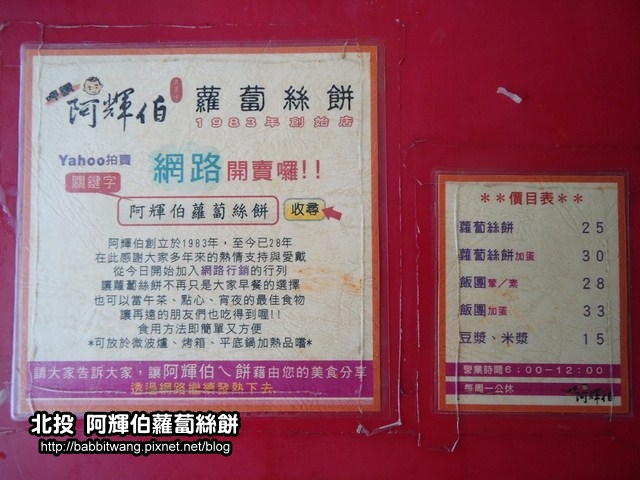 阿輝伯
蘿蔔絲餅
1983年創始店
Yahoo拍賣
網路開賣囉!!
關鍵字
阿輝伯蘿蔔絲餅
收尋
阿輝伯創立於1983年，至今已28年
在此感謝大家多年來的熱情支持與愛戴
從今日開始加入網路行銷的行列
讓蘿蔔絲餅不再只是大家早餐的選擇
也可以當午茶、點心、宵夜的最佳食物
讓再遠的朋友們也吃得到喔!!
食用方法即簡單又方便
*可放於微波爐、烤箱、平底鍋加熱品嚐*
請大家告訴大家，讓阿輝伯ㄟ餅藉由您的美食分享
透過網路繼續發熱下去
**價目表**
蘿蔔絲餅 25
蘿蔔絲餅加蛋 30
飯團葷／素 28
飯團加蛋 33
豆漿、米漿 15
營業時間6:00-12:00
每周一公休
阿輝伯
北投 阿輝伯蘿蔔絲餅
http://babbitwang.pixnet.net/blog